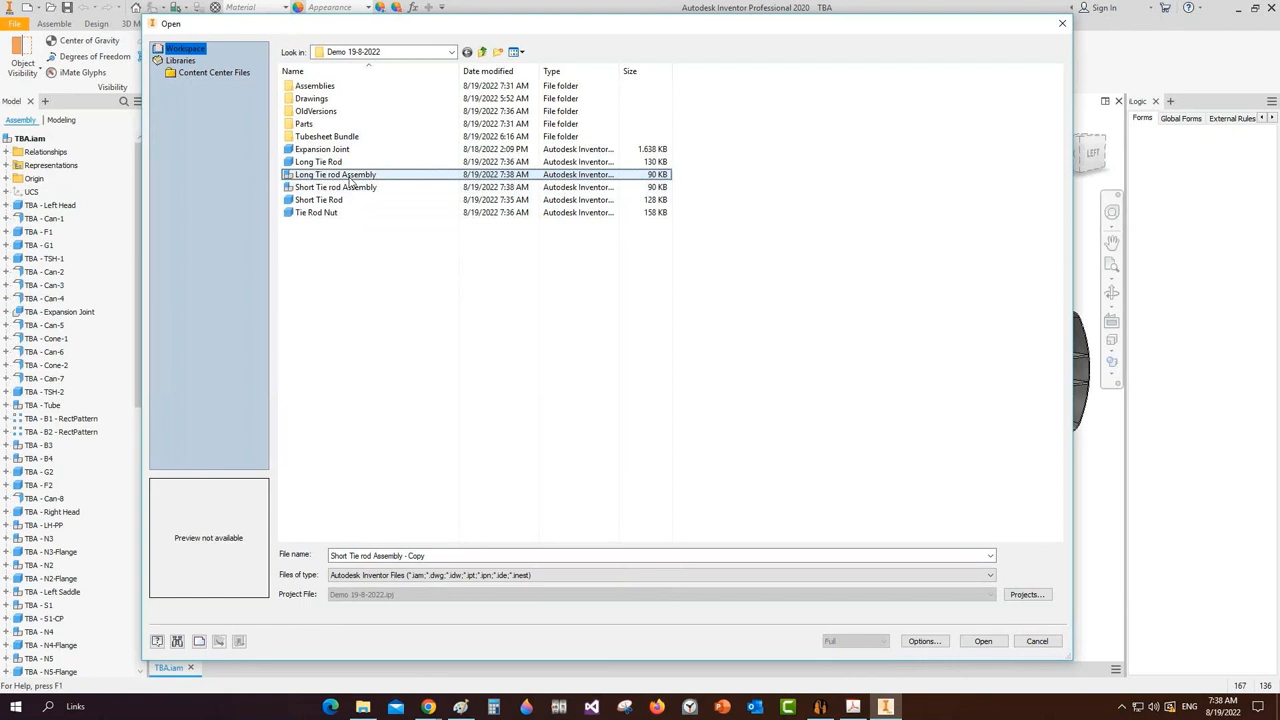 File
Material
Appearance
Autodesk Inventor Professional 2020
TBA
Sign In
Assemble
Design
3D M
Open
Object
Visibility
Center of Gravity
Degrees of Freedom
iMate Glyphs
Visibility
Model
Assembly
Modeling
TBA.iam
Relationships
Representations
Origin
UCS
TBA - Left Head
TBA - Can-1
TBA - F1
TBA - G1
TBA - TSH-1
TBA - Can-2
TBA - Can-3
TBA - Can-4
TBA - Expansion Joint
TBA - Can-5
TBA - Cone-1
TBA - Can-6
TBA - Cone-2
TBA - Can-7
TBA - TSH-2
TBA - Tube
TBA - B1 - RectPattern
TBA - B2 - RectPattern
TBA - B3
TBA - B4
TBA - G2
TBA - F2
TBA - Can-8
TBA - Right Head
TBA - LH-PP
TBA - N3
TBA - N3-Flange
TBA - N2
TBA - N2-Flange
TBA - Left Saddle
TBA - S1
TBA - S1-CP
TBA - N4
TBA - N4-Flange
TBA - N5
TBA - N5-Flange
Workspace
Libraries
Content Center Files
Preview not available
Look in:
Demo 19-8-2022
Name Date modified Type Size
Assemblies 8/19/2022 7:31 AM File folder
Drawings 8/19/2022 5:52 AM File folder
OldVersions 8/19/2022 7:36 AM File folder
Parts 8/19/2022 7:31 AM File folder
Tubesheet Bundle 8/19/2022 6:16 AM File folder
Expansion Joint 8/18/2022 2:09 PM Autodesk Inventor... 1.638 KB
Long Tie Rod 8/19/2022 7:36 AM Autodesk Inventor... 130 KB
Long Tie rod Assembly 8/19/2022 7:38 AM Autodesk Inventor... 90 KB
Short Tie rod Assembly 8/19/2022 7:38 AM Autodesk Inventor... 90 KB
Short Tie Rod 8/19/2022 7:35 AM Autodesk Inventor... 128 KB
Tie Rod Nut 8/19/2022 7:36 AM Autodesk Inventor... 158 KB
File name: Short Tie rod Assembly - Copy
Files of type: Autodesk Inventor Files (*.iam;*.dwg;*.idw;*.ipt;*.ipn;*.ide;*.inest)
Project File: Demo 19-8-2022.ipj
Projects...
Full
Options...
Open
Cancel
iLogic
Forms
Global Forms
External Rules
TBA.iam
For Help, press F1
167
136
Links
7:38 AM
8/19/2022